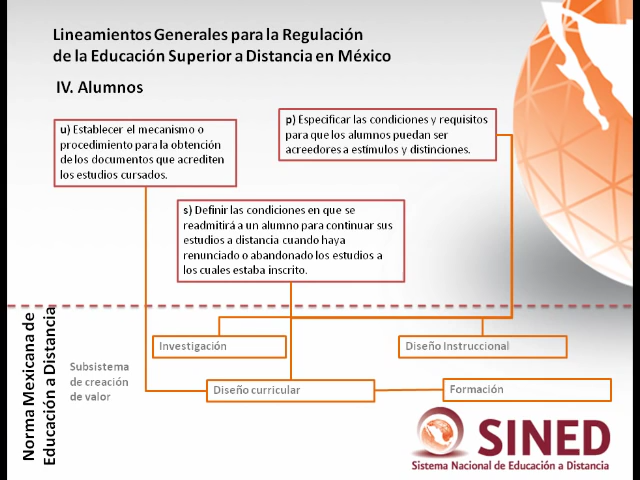 Lineamientos Generales para la Regulación
de la Educación Superior a Distancia en México
IV. Alumnos
u) Establecer el mecanismo o
procedimiento para la obtención
de los documentos que acrediten
los estudios cursados.
p) Especificar las condiciones y requisitos
para que los alumnos puedan ser
acreedores a estímulos y distinciones.
s) Definir las condiciones en que se
readmitirá a un alumno para continuar sus
estudios a distancia cuando haya
renunciado o abandonado los estudios a
los cuales estaba inscrito.
Norma Mexicana de
Educación a Distancia
Subsistema
de creación
de valor
Investigación
Diseño Instruccional
Diseño curricular
Formación
SINED
Sistema Nacional de Educación a Distancia